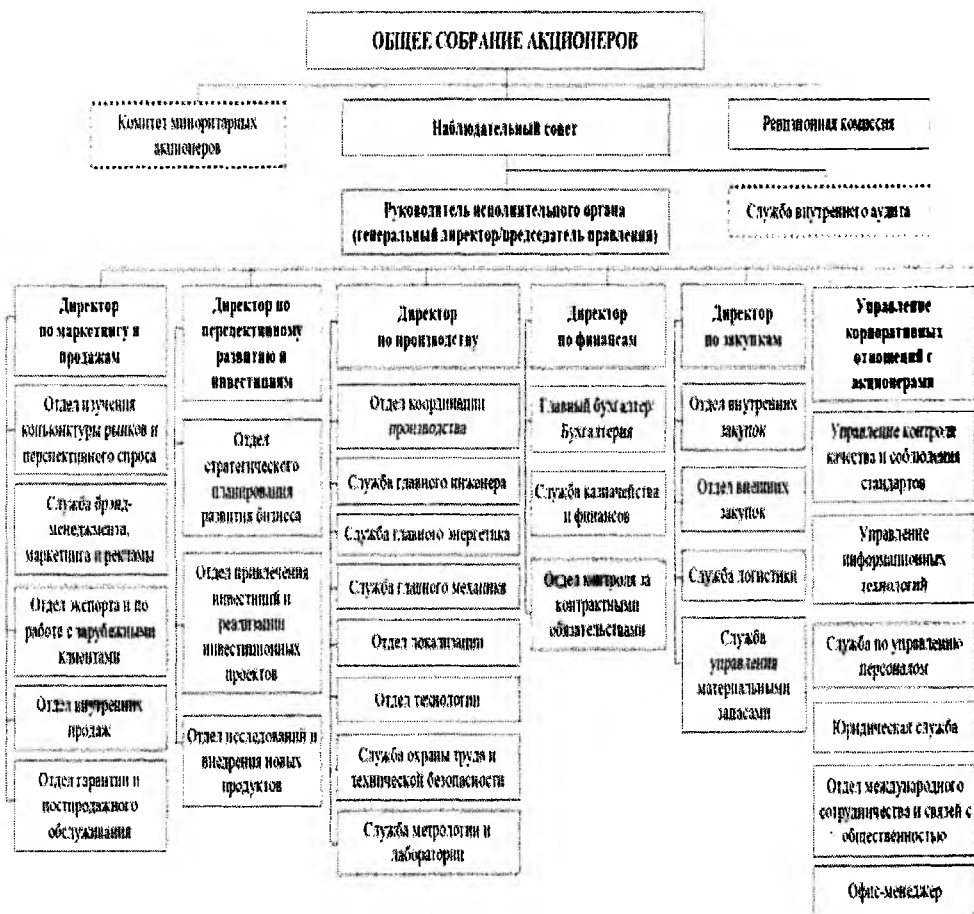 ОБЩЕЕ СОБРАНИЕ АКЦИОНЕРОВ
Комитет миноритарных
акционеров
Наблюдательный совет
Ревизионная комиссия
Руководитель исполнительного органа
(генеральный директор/председатель правления)
Служба внутреннего аудита
Директор
по маркетингу и
продажам
Отдел изучения
конъюнктуры рынков и
перспективного спроса
Служба брэнд-
менеджмента,
маркетинга и рекламы
Отдел экспорта и по
работе с зарубежными
клиентами
Отдел внутренних
продаж
Отдел гарантии и
постпродажного
обслуживания
Директор по
перспективному
развитию и
инвестициям
Отдел
стратегического
планирования
развития бизнеса
Отдел привлечения
инвестиций и
реализации
инвестиционных
проектов
Отдел исследований и
внедрения новых
продуктов
Директор
по производству
Отдел координации
производства
Служба главного инженера
Служба главного энергетика
Служба главного механика
Отдел локализации
Отдел технологии
Служба охраны труда и
технической безопасности
Служба метрологии и
лаборатории
Директор
по финансам
Главный бухгалтер
Бухгалтерия
Служба казначейства
и финансов
Отдел контроля за
контрактными
обязательствами
Директор
по закупкам
Отдел внутренних
закупок
Отдел внешних
закупок
Служба логистики
Служба
управления
материальными
запасами
Управление
корпоративных
отношений с
акционерами
Управление контроля
качества и соблюдения
стандартов
Управление
информационных
технологий
Служба по управлению
персоналом
Юридическая служба
Отдел международного
сотрудничества и связей с
общественностью
Офис-менеджер